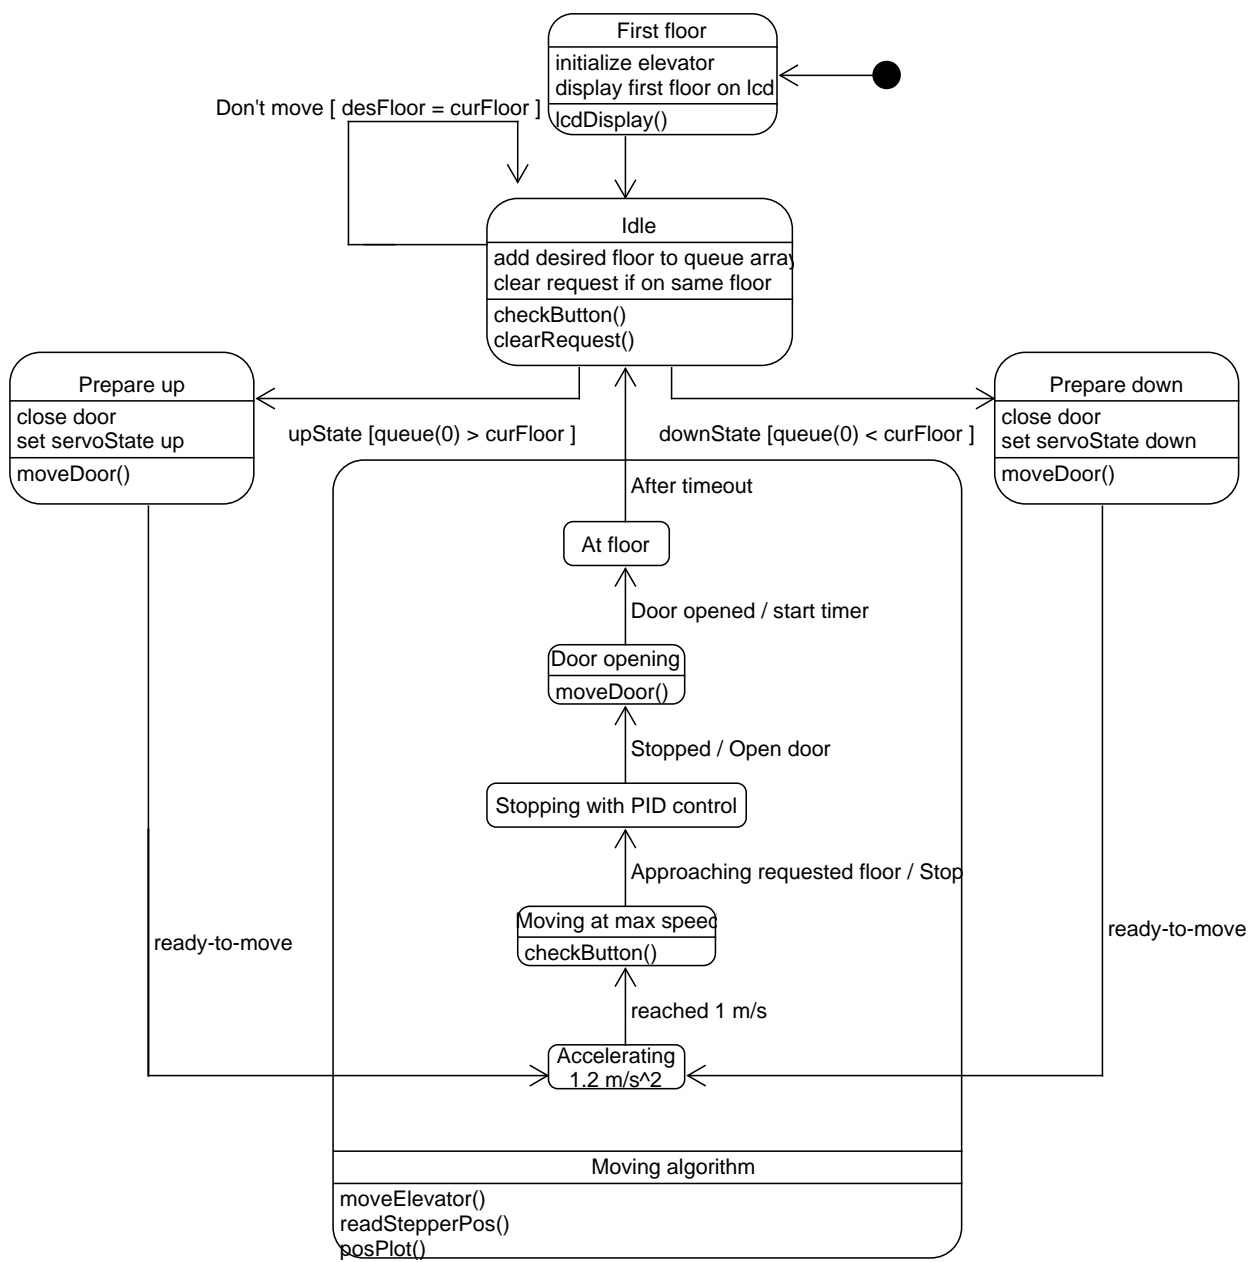 First floor
initialize elevator
display first floor on lcd
lcdDisplay()
Don't move [ desFloor = curFloor ]
Idle
add desired floor to queue array
clear request if on same floor
checkButton()
clearRequest()
Prepare up
close door
set servoState up
moveDoor()
upState [queue(0) > curFloor ]
downState [queue(0) < curFloor ]
Prepare down
close door
set servoState down
moveDoor()
After timeout
At floor
Door opened / start timer
Door opening
moveDoor()
Stopped / Open door
Stopping with PID control
Approaching requested floor / Stop
Moving at max speed
checkButton()
ready-to-move
ready-to-move
reached 1 m/s
Accelerating
1.2 m/s^2
Moving algorithm
moveElevator()
readStepperPos()
posPlot()